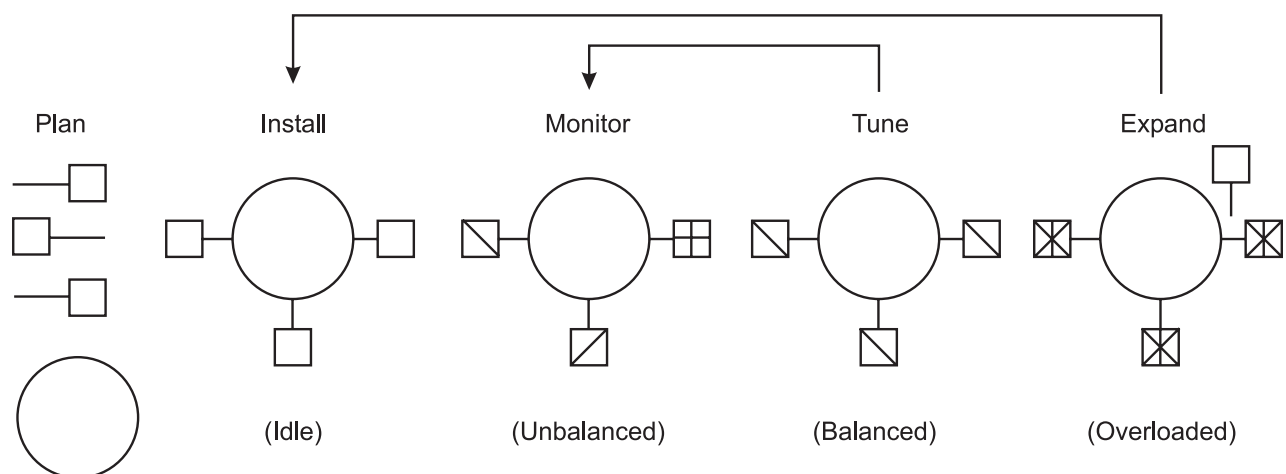 Plan
Install
Monitor
Tune
Expand
(Idle)
(Unbalanced)
(Balanced)
(Overloaded)